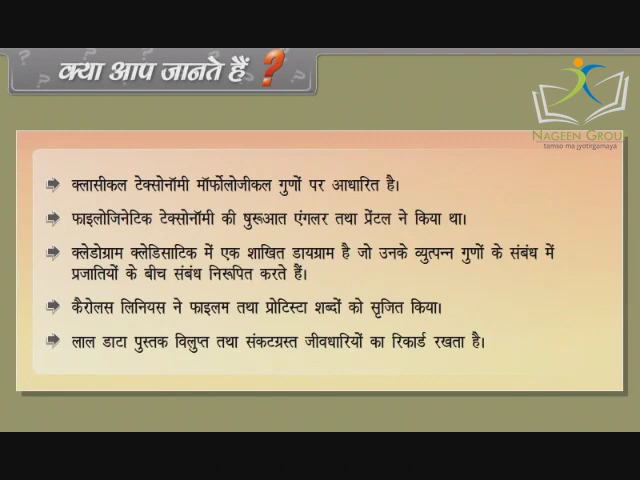 क्या आप जानते हैं ?
NAGEEN GROU
tamso ma jyotirgamaya
क्लासीकल टेक्सोनॉमी मॉर्फोलोजीकल गुणों पर आधारित है।
फाइलोजिनेटिक टेक्सोनॉमी की षुरूआत एंगलर तथा प्रेंटल ने किया था।
क्लेडोग्राम क्लेडिसाटिक में एक शाखित डायग्राम है जो उनके व्युत्पन्न गुणों के संबंध में
प्रजातियों के बीच संबंध निरूपित करते हैं।
कैरोलस लिनियस ने फाइलम तथा प्रोटिस्टा शब्दों को सृजित किया।
लाल डाटा पुस्तक विलुप्त तथा संकटग्रस्त जीवधारियों का रिकार्ड रखता है।